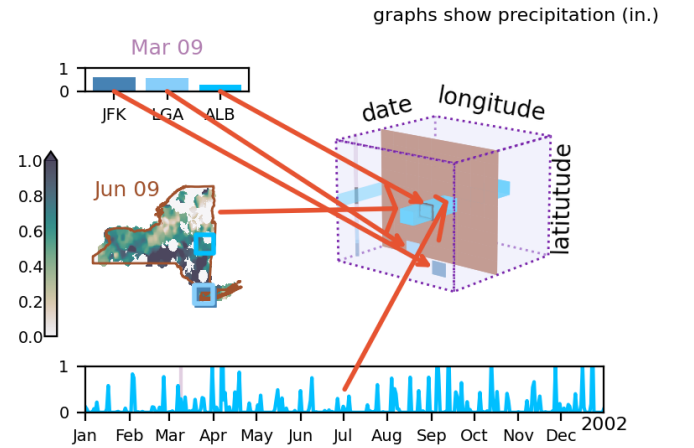 graphs show precipitation (in.)
Mar 09
1
0
JFK LGA ALB
date
longitude
latitutude
1.0
0.8
0.6
0.4
0.2
0.0
Jun 09
1
0
Jan Feb Mar Apr May Jun Jul Aug Sep Oct Nov Dec
2002